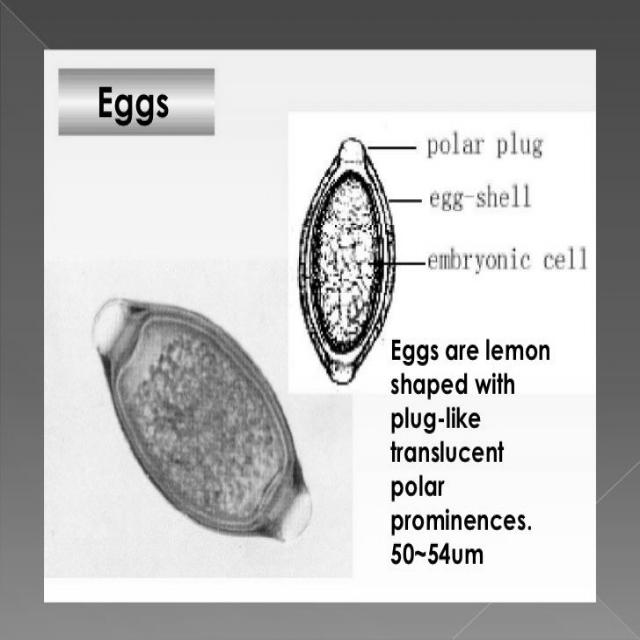 Eggs
polar plug
egg-shell
embryonic cell
Eggs are lemon
shaped with
plug-like
translucent
polar
prominences.
50~54um